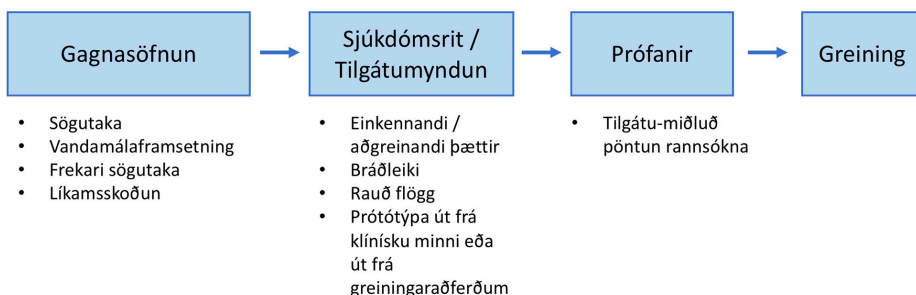 Gagnasöfnun
Sjúkdómsrit /
Tilgátumyndun
Prófanir
Greining
• Sögutaka
• Vandamálaframsetning
• Frekari sögutaka
• Líkamsskoðun
• Einkennandi /
aðgreinandi þættir
• Bráðleiki
• Rauð flögg
• Prótótýpa út frá
klínísku minni eða
út frá
greiningaraðferðum
• Tilgátu-miðluð
pöntun rannsókna